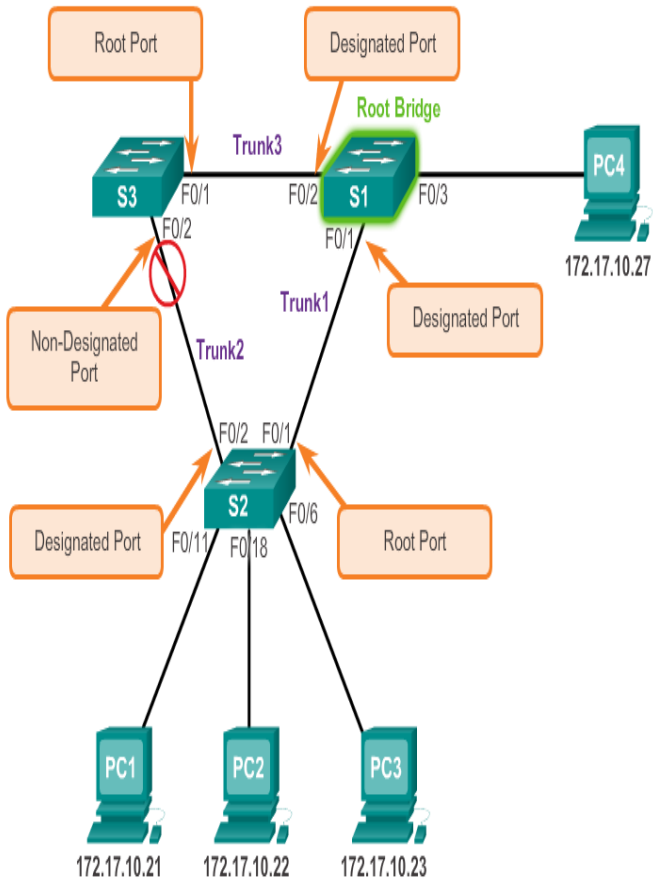 Root Port
Designated Port
Root Bridge
Trunk3
S3
F0/1
F0/2
S1
F0/3
PC4
F0/2
F0/1
172.17.10.27
Non-Designated
Port
Trunk1
Designated Port
Trunk2
F0/2
F0/1
S2
F0/6
Designated Port
F0/11
F0/18
Root Port
PC1
PC2
PC3
172.17.10.21
172.17.10.22
172.17.10.23